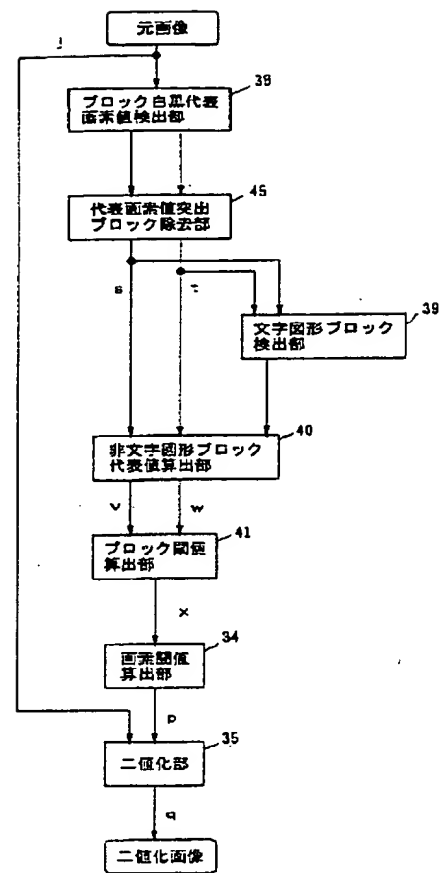 元画像
j
38
ブロック白黒代表
画素値検出部
45
代表画素値突出
ブロック除去部
s
t
39
文字図形ブロック
検出部
40
非文字図形ブロック
代表値算出部
v
w
41
ブロック閾値
算出部
x
34
画素閾値
算出部
p
35
二値化部
q
二値化画像